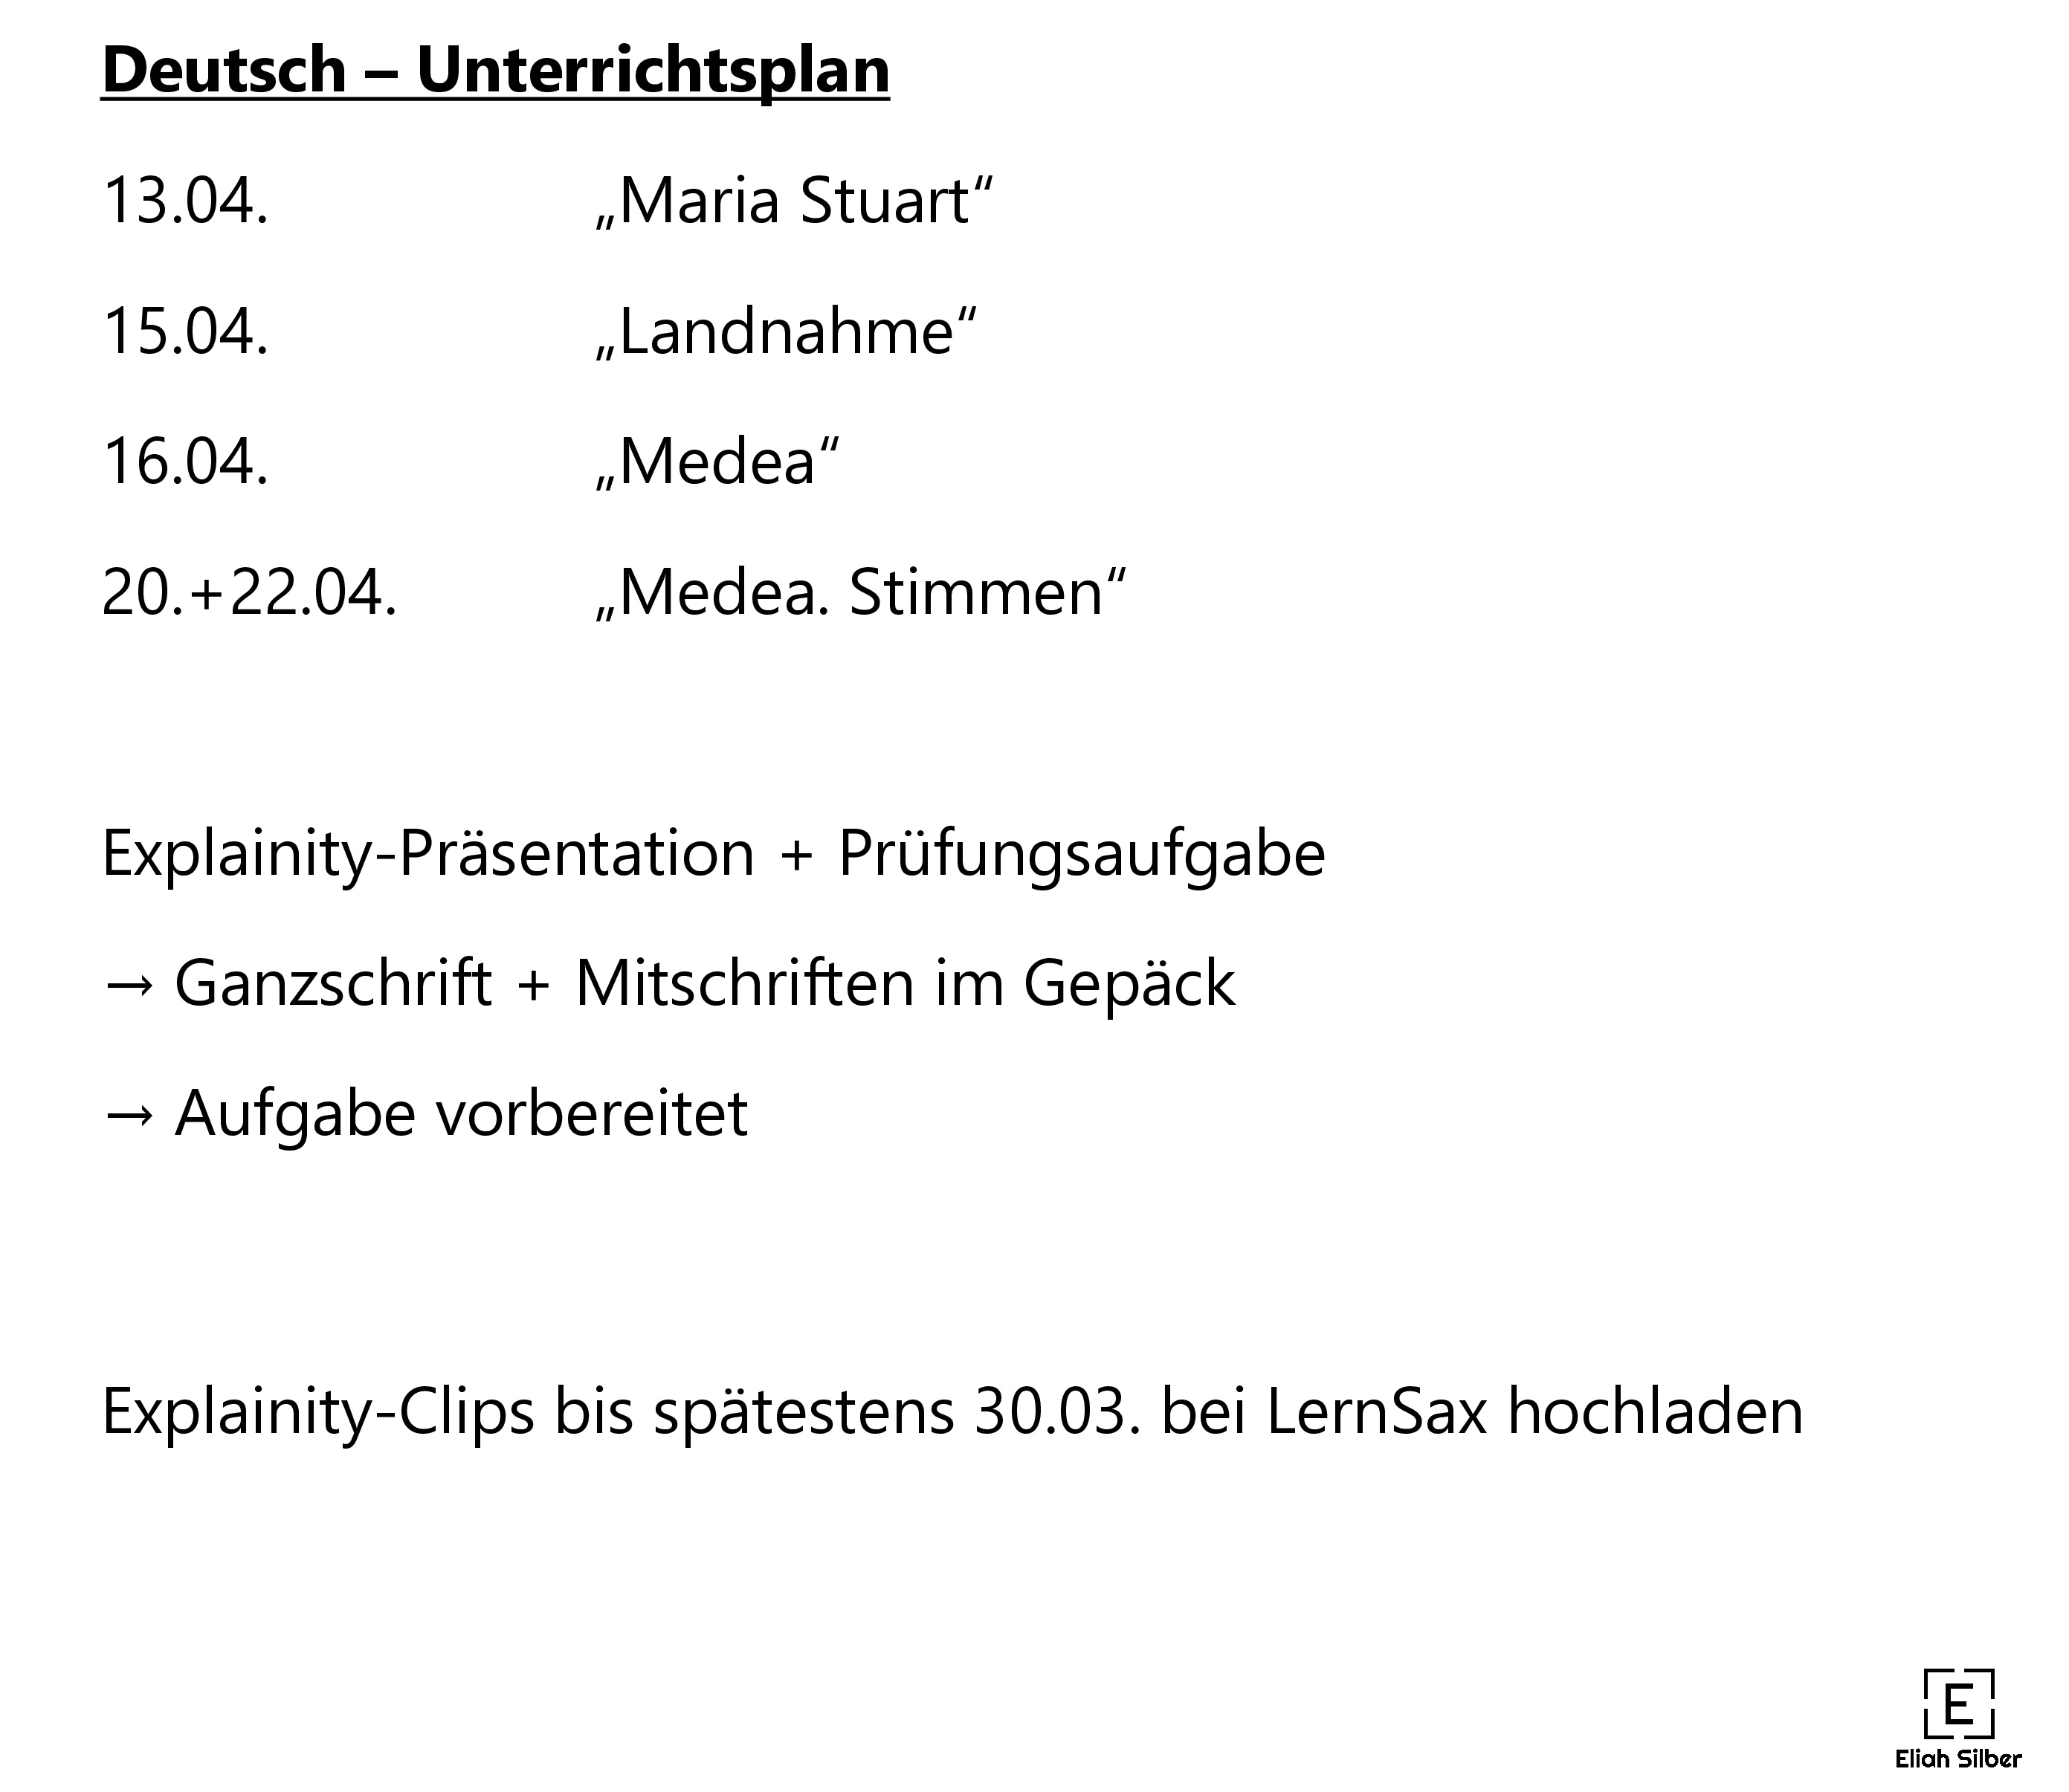 Deutsch – Unterrichtsplan
13.04. „Maria Stuart“
15.04. „Landnahme“
16.04. „Medea“
20.+22.04. „Medea. Stimmen“
Explainity-Präsentation + Prüfungsaufgabe
→ Ganzschrift + Mitschriften im Gepäck
→ Aufgabe vorbereitet
Explainity-Clips bis spätestens 30.03. bei LernSax hochladen
E
Eliah Silber